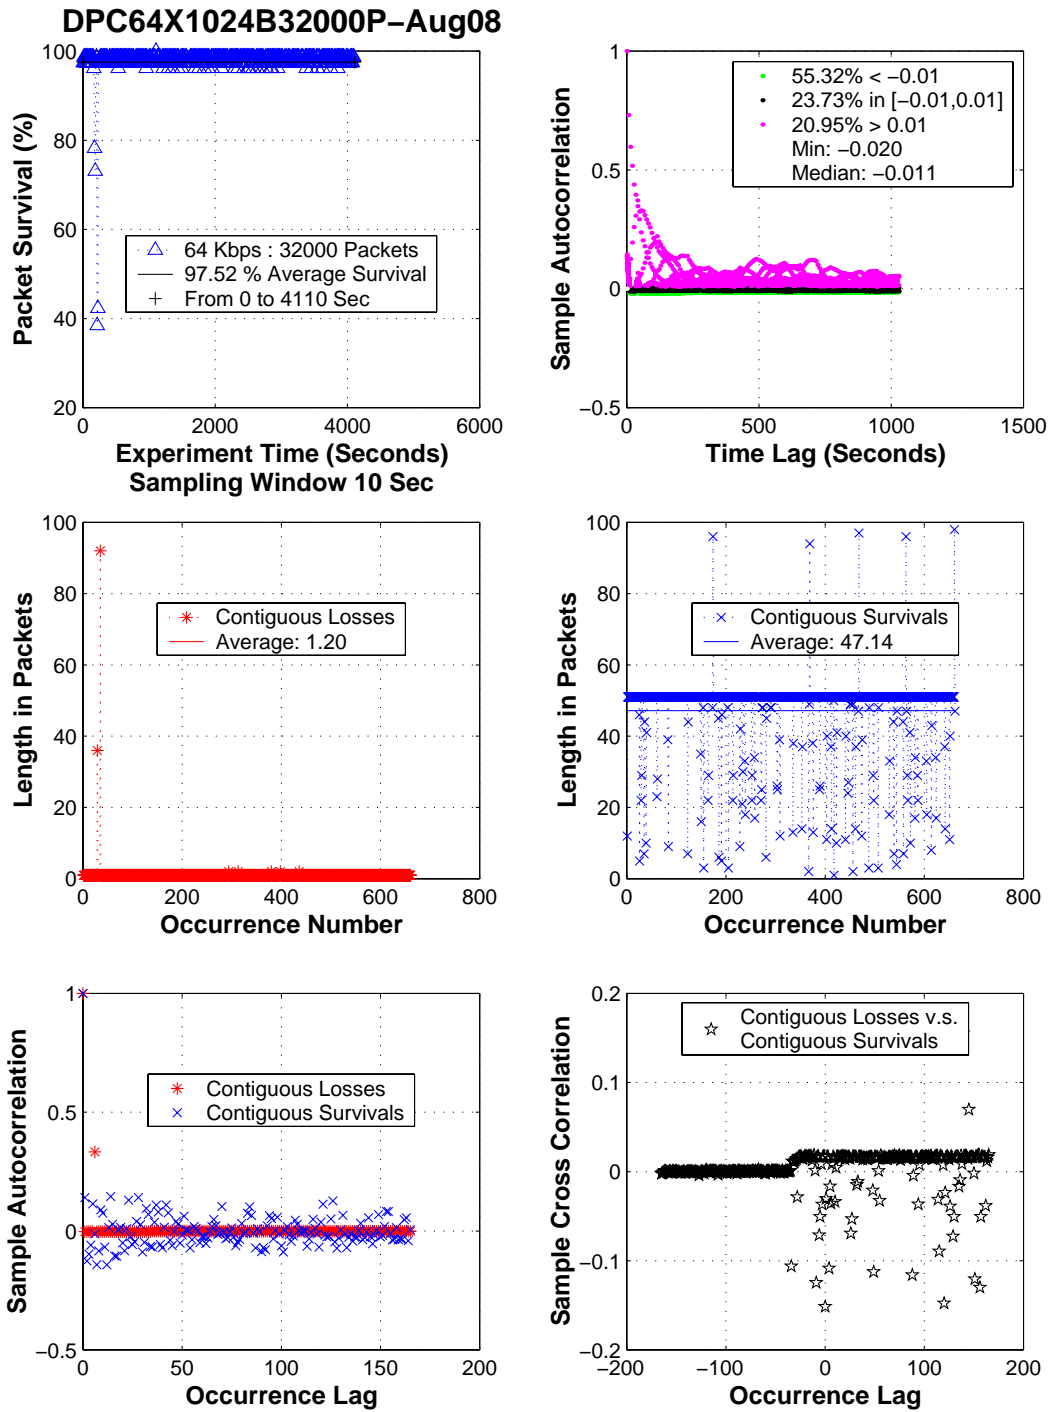 DPC64X1024B32000P−Aug08
100
80
60
40
20
Packet Survival (%)
64 Kbps : 32000 Packets
97.52 % Average Survival
From 0 to 4110 Sec
0
2000
4000
6000
Experiment Time (Seconds)
Sampling Window 10 Sec
1
0.5
0
−0.5
Sample Autocorrelation
55.32% < −0.01
23.73% in [−0.01,0.01]
20.95% > 0.01
Min: −0.020
Median: −0.011
0
500
1000
1500
Time Lag (Seconds)
100
80
60
40
20
0
Length in Packets
Contiguous Losses
Average: 1.20
0
200
400
600
800
Occurrence Number
100
80
60
40
20
0
Length in Packets
Contiguous Survivals
Average: 47.14
0
200
400
600
800
Occurrence Number
1
0.5
0
−0.5
Sample Autocorrelation
Contiguous Losses
Contiguous Survivals
0
50
100
150
200
Occurrence Lag
0.2
0.1
0
−0.1
−0.2
Sample Cross Correlation
Contiguous Losses v.s.
Contiguous Survivals
−200
−100
0
100
200
Occurrence Lag